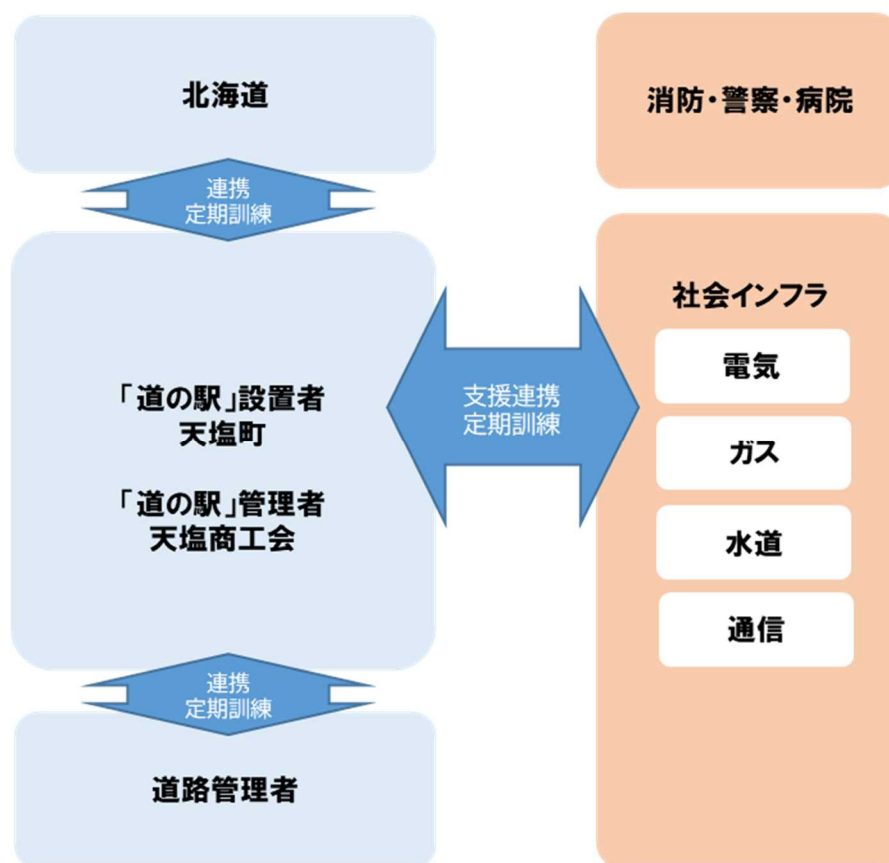 北海道
連携
定期訓練
「道の駅」設置者
天塩町
「道の駅」管理者
天塩商工会
連携
定期訓練
道路管理者
支援連携
定期訓練
消防・警察・病院
社会インフラ
電気
ガス
水道
通信